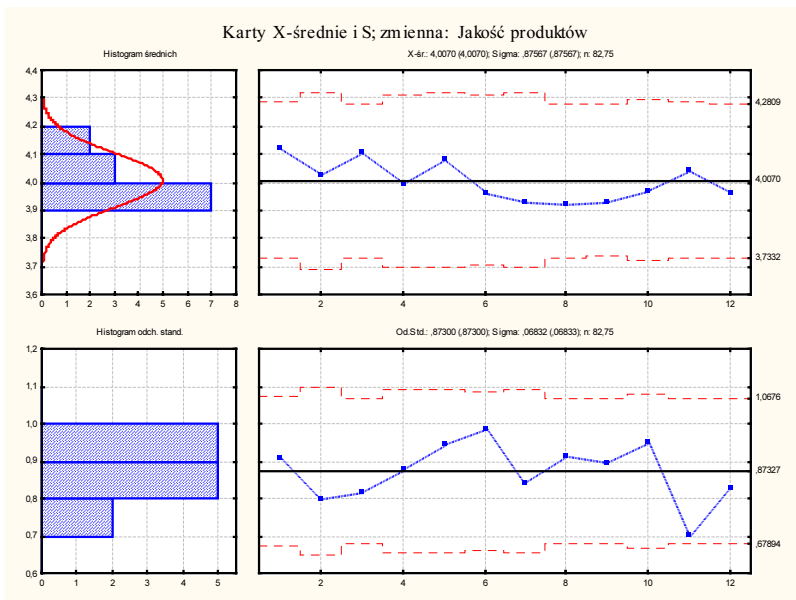 Karty X-średnie i S; zmienna: Jakość produktów
Histogram średnich
X-śr.: 4,0070 (4,0070); Sigma: ,87567 (,87567); n: 82,75
4,4
4,3
4,2
4,1
4,0
3,9
3,8
3,7
3,6
0 1 2 3 4 5 6 7 8
4,2809
4,0070
3,7332
2 4 6 8 10 12
Histogram odch. stand.
Od.Std.: ,87300 (,87300); Sigma: ,06832 (,06833); n: 82,75
1,2
1,1
1,0
0,9
0,8
0,7
0,6
0 1 2 3 4 5
1,0676
,87327
,67894
2 4 6 8 10 12